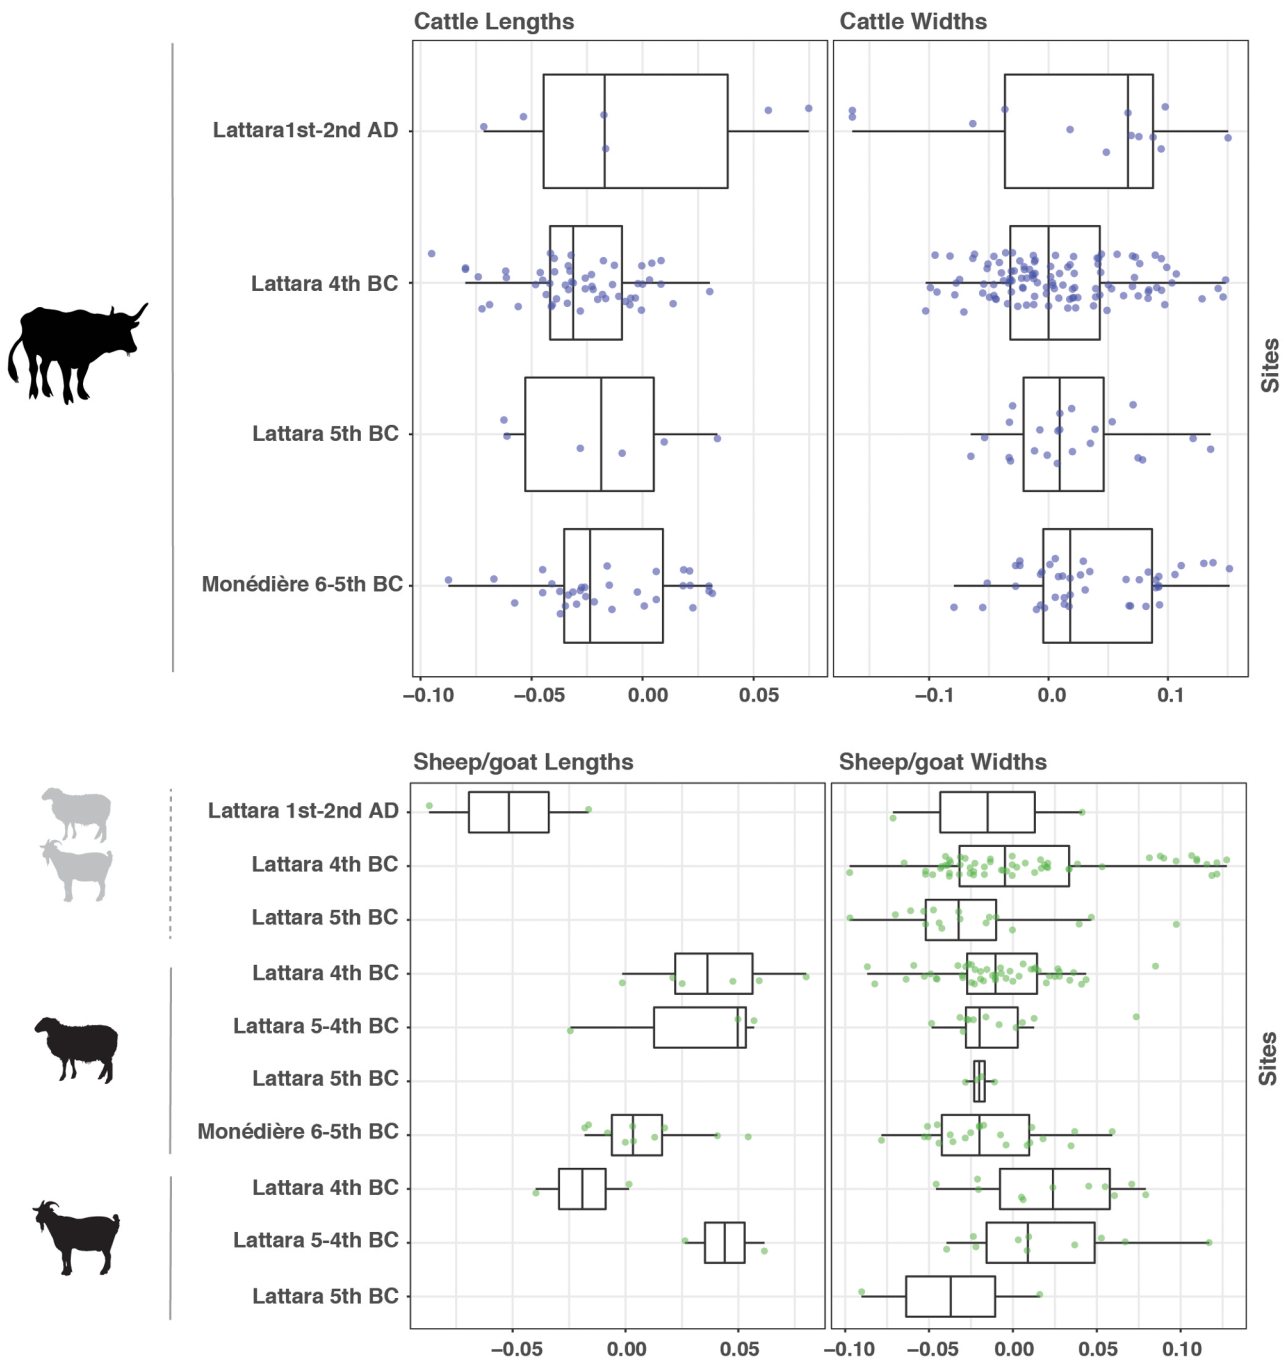 Cattle Lengths
Cattle Widths
Lattara1st-2nd AD
Lattara 4th BC
Lattara 5th BC
Monédière 6-5th BC
Sites
−0.10 −0.05 0.00 0.05
−0.1 0.0 0.1
Sheep/goat Lengths
Sheep/goat Widths
Lattara 1st-2nd AD
Lattara 4th BC
Lattara 5th BC
Lattara 4th BC
Lattara 5-4th BC
Lattara 5th BC
Monédière 6-5th BC
Lattara 4th BC
Lattara 5-4th BC
Lattara 5th BC
Sites
−0.05 0.00 0.05
−0.10 −0.05 0.00 0.05 0.10